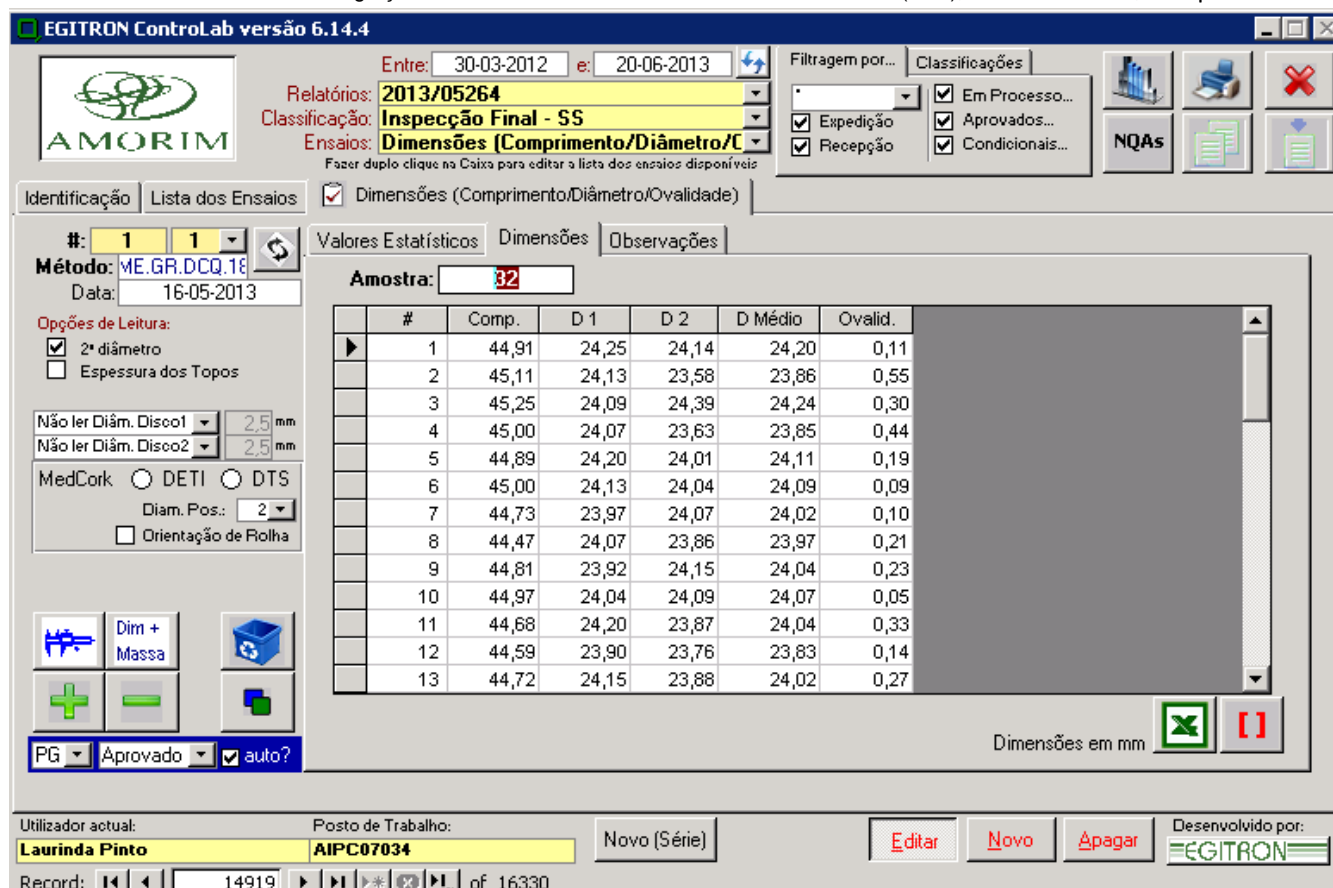 EGITRON ControLab versão 6.14.4
AMORIM
Entre: 30-03-2012 e: 20-06-2013
Relatórios: 2013/05264
Classificação: Inspecção Final - SS
Ensaios: Dimensões (Comprimento/Diâmetro/C
Fazer duplo clique na Caixa para editar a lista dos ensaios disponíveis
Filtragem por... Classificações
*
Expedição
Recepção
Em Processo...
Aprovados...
Condicionais...
NQAs
Identificação Lista dos Ensaios Dimensões (Comprimento/Diâmetro/Ovalidade)
#: 1 1
Método: ME.GR.DCQ.18
Data: 16-05-2013
Opções de Leitura:
2º diâmetro
Espessura dos Topos
Não ler Diâm. Disco1 2,5 mm
Não ler Diâm. Disco2 2,5 mm
MedCork DETI DTS
Diam. Pos.: 2
Orientação de Rolha
Dim + Massa
PG Aprovado auto?
Valores Estatísticos Dimensões Observações
Amostra: 32
# Comp. D 1 D 2 D Médio Ovalid.
1 44,91 24,25 24,14 24,20 0,11
2 45,11 24,13 23,58 23,86 0,55
3 45,25 24,09 24,39 24,24 0,30
4 45,00 24,07 23,63 23,85 0,44
5 44,89 24,20 24,01 24,11 0,19
6 45,00 24,13 24,04 24,09 0,09
7 44,73 23,97 24,07 24,02 0,10
8 44,47 24,07 23,86 23,97 0,21
9 44,81 23,92 24,15 24,04 0,23
10 44,97 24,04 24,09 24,07 0,05
11 44,68 24,20 23,87 24,04 0,33
12 44,59 23,90 23,76 23,83 0,14
13 44,72 24,15 23,88 24,02 0,27
Dimensões em mm
[ ]
Utilizador actual: Posto de Trabalho:
Laurinda Pinto AIPC07034
Novo (Série) Editar Novo Apagar
Desenvolvido por:
EGITRON
Record: 14919 of 16330